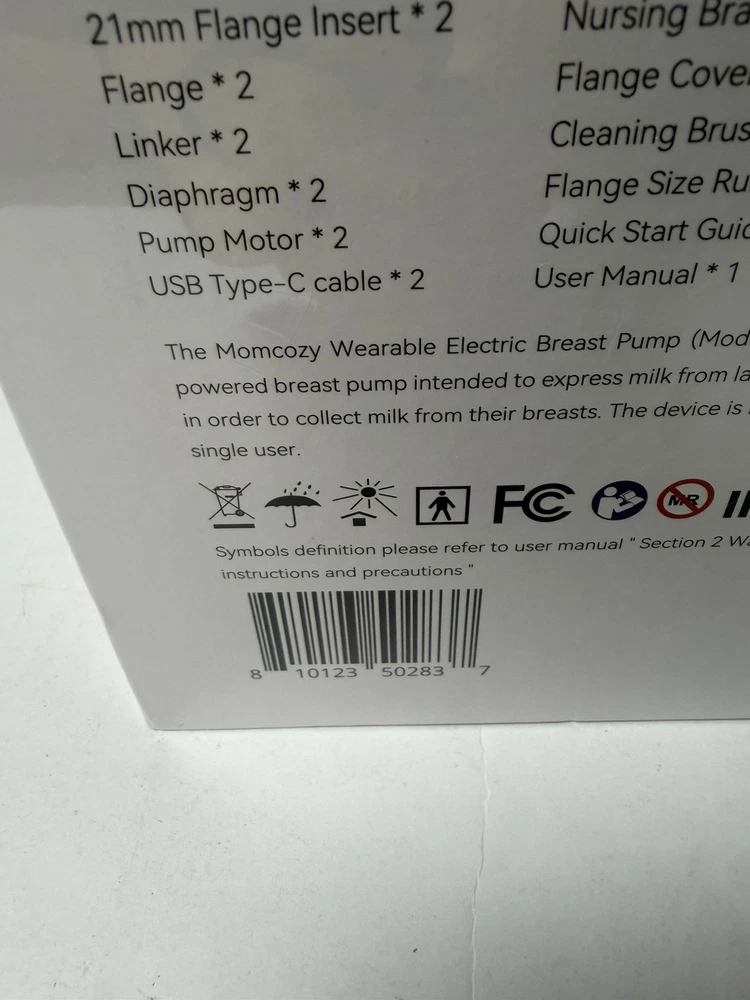 21mm Flange Insert * 2
Flange * 2
Linker * 2
Diaphragm * 2
Pump Motor * 2
USB Type-C cable * 2
Nursing Bra
Flange Cove
Cleaning Brus
Flange Size Ru
Quick Start Guid
User Manual * 1
The Momcozy Wearable Electric Breast Pump (Mod
powered breast pump intended to express milk from la
in order to collect milk from their breasts. The device is
single user.
FC
MR
Symbols definition please refer to user manual " Section 2 Wa
instructions and precautions "
8 10123 50283 7